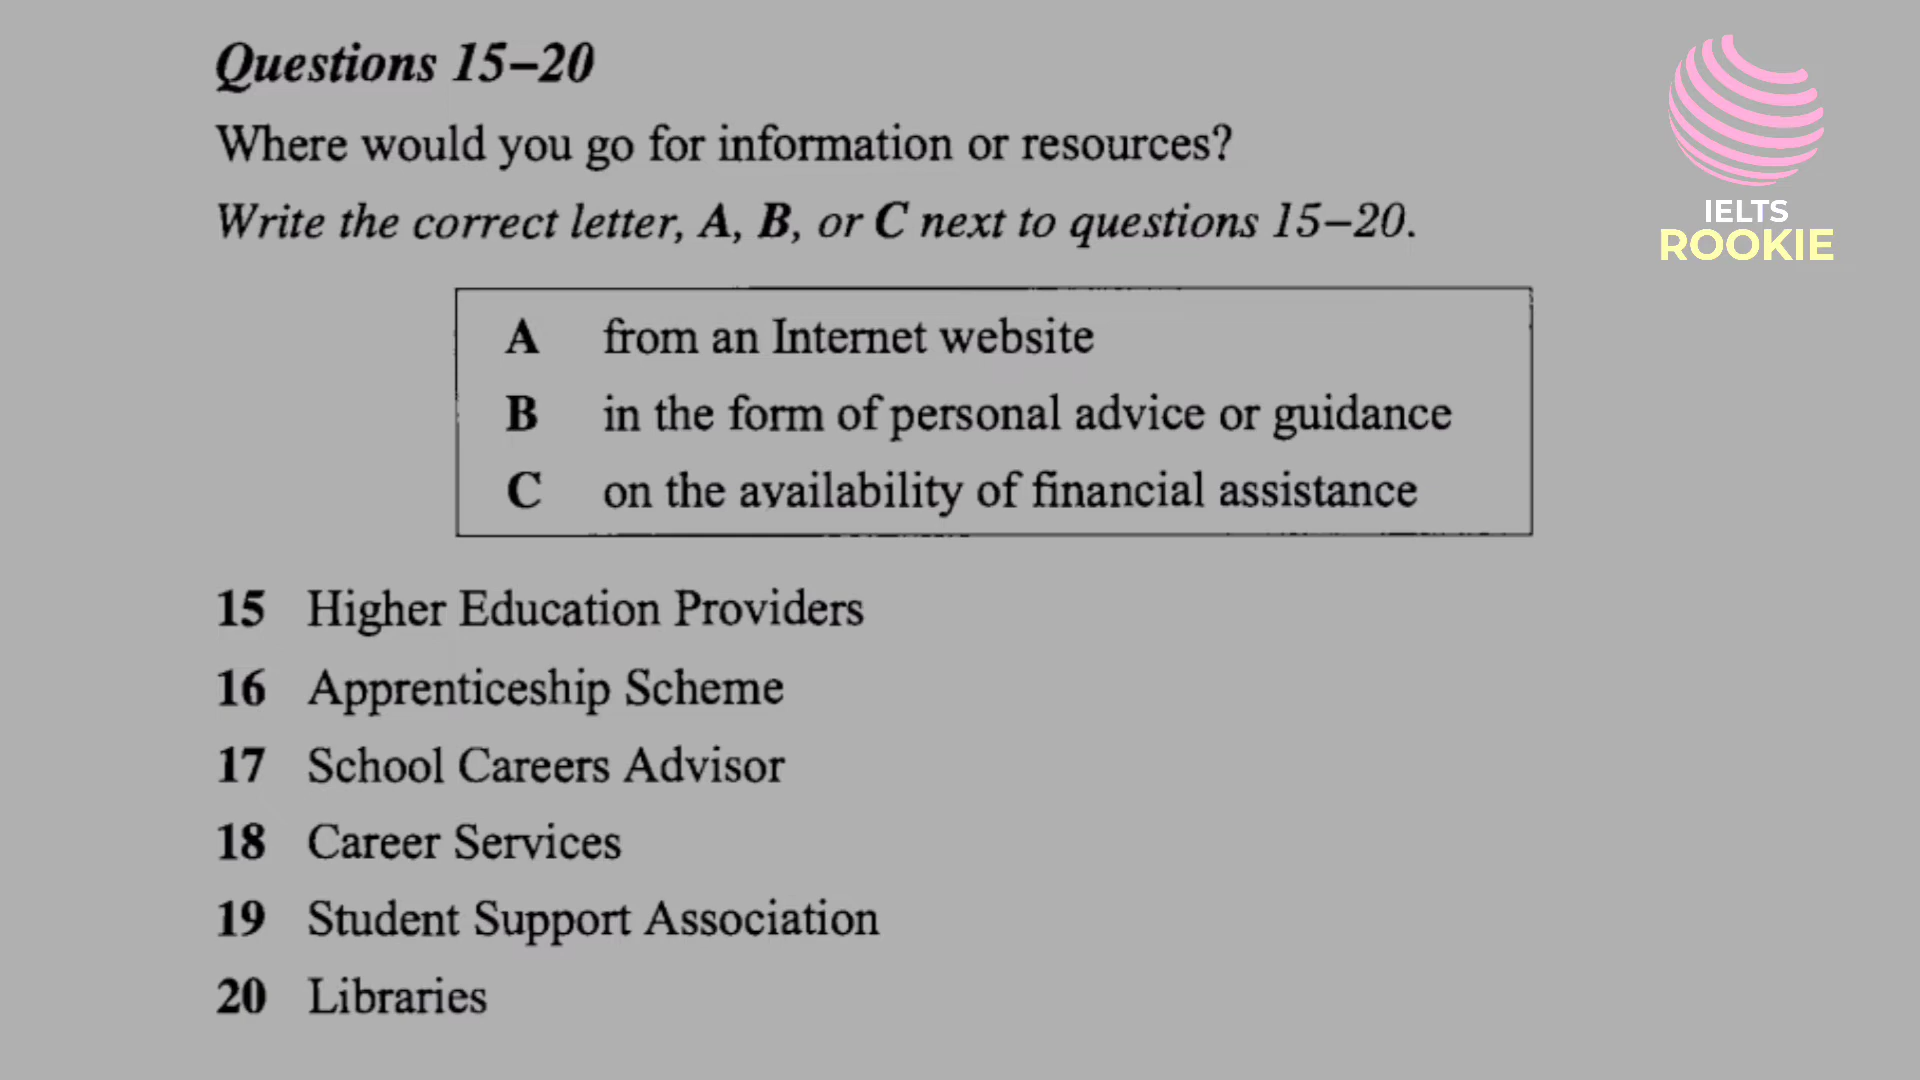 Questions 15–20
Where would you go for information or resources?
Write the correct letter, A, B, or C next to questions 15–20.
A from an Internet website
B in the form of personal advice or guidance
C on the availability of financial assistance
15 Higher Education Providers
16 Apprenticeship Scheme
17 School Careers Advisor
18 Career Services
19 Student Support Association
20 Libraries
IELTS
ROOKIE